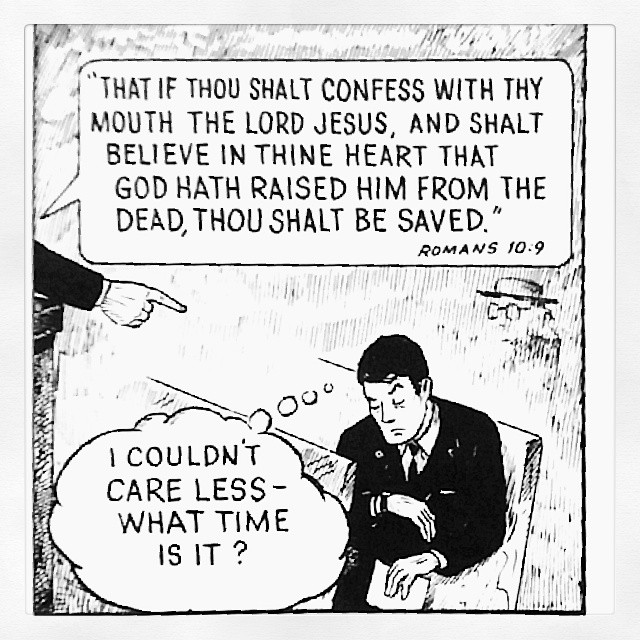 "THAT IF THOU SHALT CONFESS WITH THY
MOUTH THE LORD JESUS, AND SHALT
BELIEVE IN THINE HEART THAT
GOD HATH RAISED HIM FROM THE
DEAD, THOU SHALT BE SAVED."
ROMANS 10:9
I COULDN'T
CARE LESS-
WHAT TIME
IS IT?